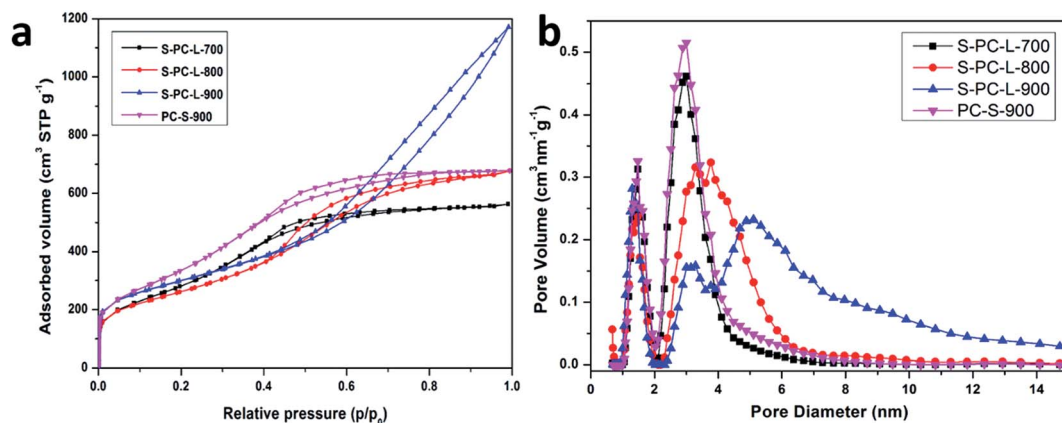 a
1200
1000
800
600
400
200
0
0.0 0.2 0.4 0.6 0.8 1.0
Adsorbed volume (cm³ STP g⁻¹)
Relative pressure (p/p₀)
S-PC-L-700
S-PC-L-800
S-PC-L-900
PC-S-900
b
0.5
0.4
0.3
0.2
0.1
0.0
0 2 4 6 8 10 12 14
Pore Volume (cm³ nm⁻¹g⁻¹)
Pore Diameter (nm)
S-PC-L-700
S-PC-L-800
S-PC-L-900
PC-S-900